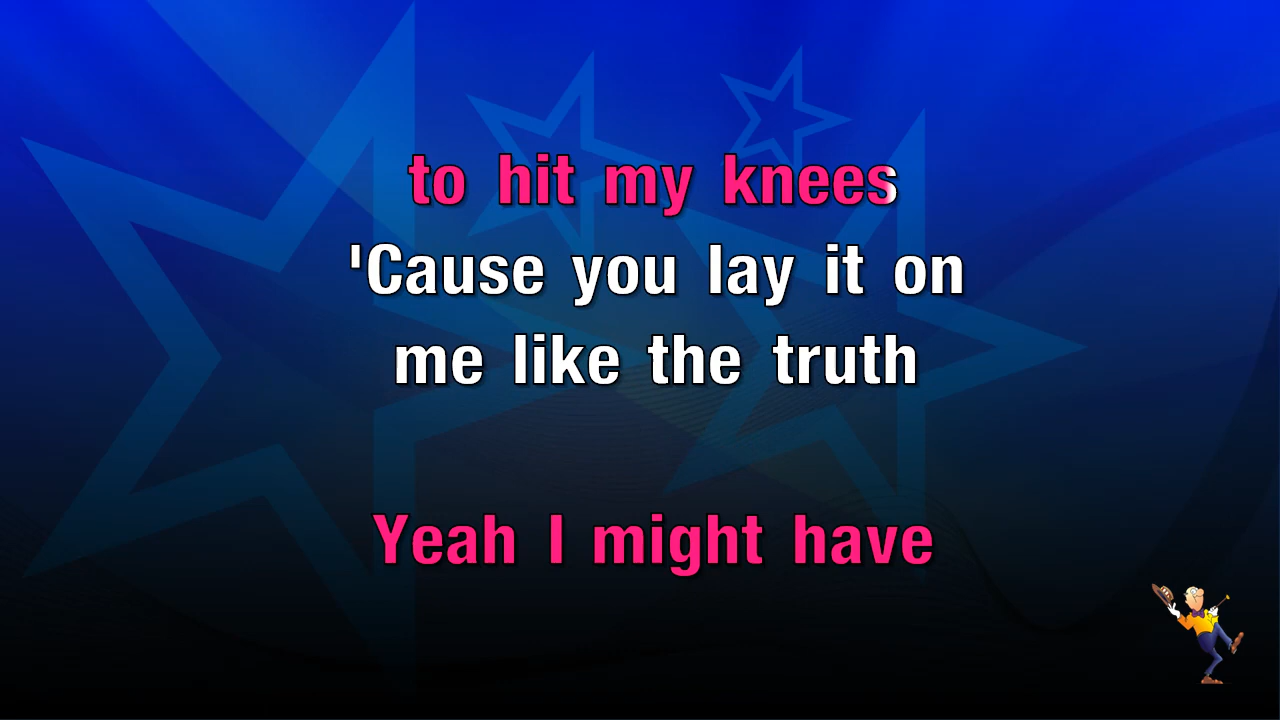 to hit my knees
'Cause you lay it on
me like the truth
Yeah I might have